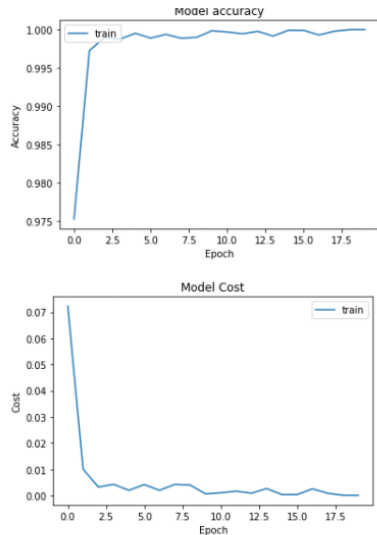 Model accuracy
train
1.000
0.995
0.990
0.985
0.980
0.975
Accuracy
0.0 2.5 5.0 7.5 10.0 12.5 15.0 17.5
Epoch
Model Cost
train
0.07
0.06
0.05
0.04
0.03
0.02
0.01
0.00
Cost
0.0 2.5 5.0 7.5 10.0 12.5 15.0 17.5
Epoch